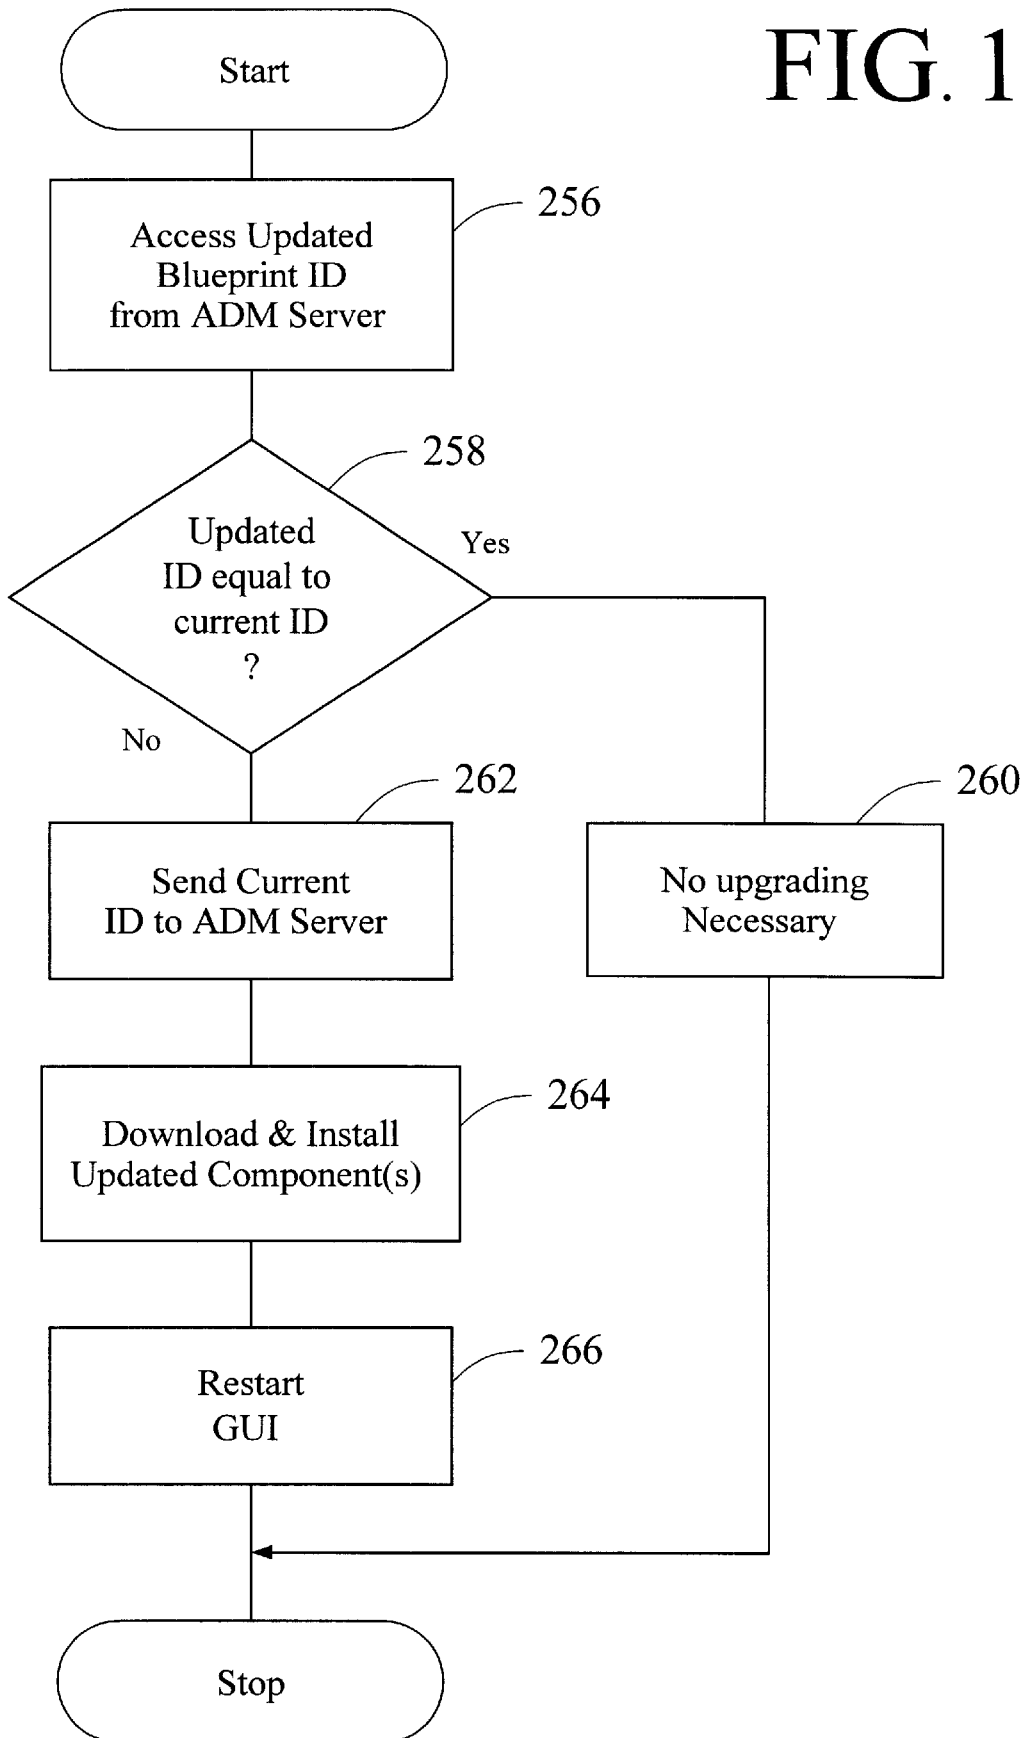 FIG. 1
Start
256
Access Updated
Blueprint ID
from ADM Server
258
Updated
ID equal to
current ID
?
Yes
No
262
Send Current
ID to ADM Server
260
No upgrading
Necessary
264
Download & Install
Updated Component(s)
266
Restart
GUI
Stop